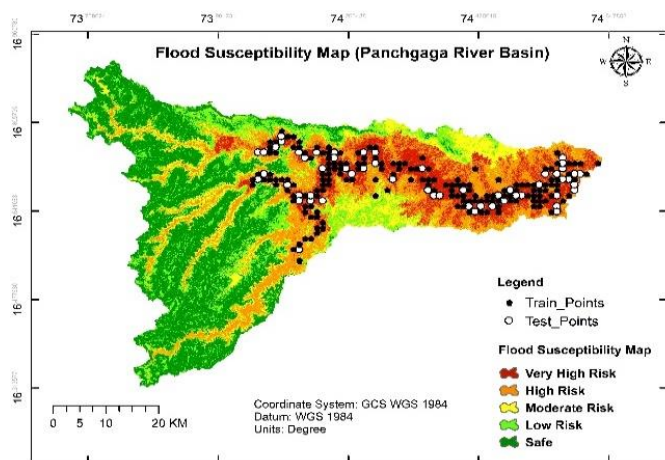 73 73 74 74 74
16
Flood Susceptibility Map (Panchgaga River Basin)
N
W E
S
16
16
16
16
Legend
Train_Points
Test_Points
Flood Susceptibility Map
Very High Risk
High Risk
Moderate Risk
Low Risk
Safe
Coordinate System: GCS WGS 1984
Datum: WGS 1984
Units: Degree
0 5 10 20 KM